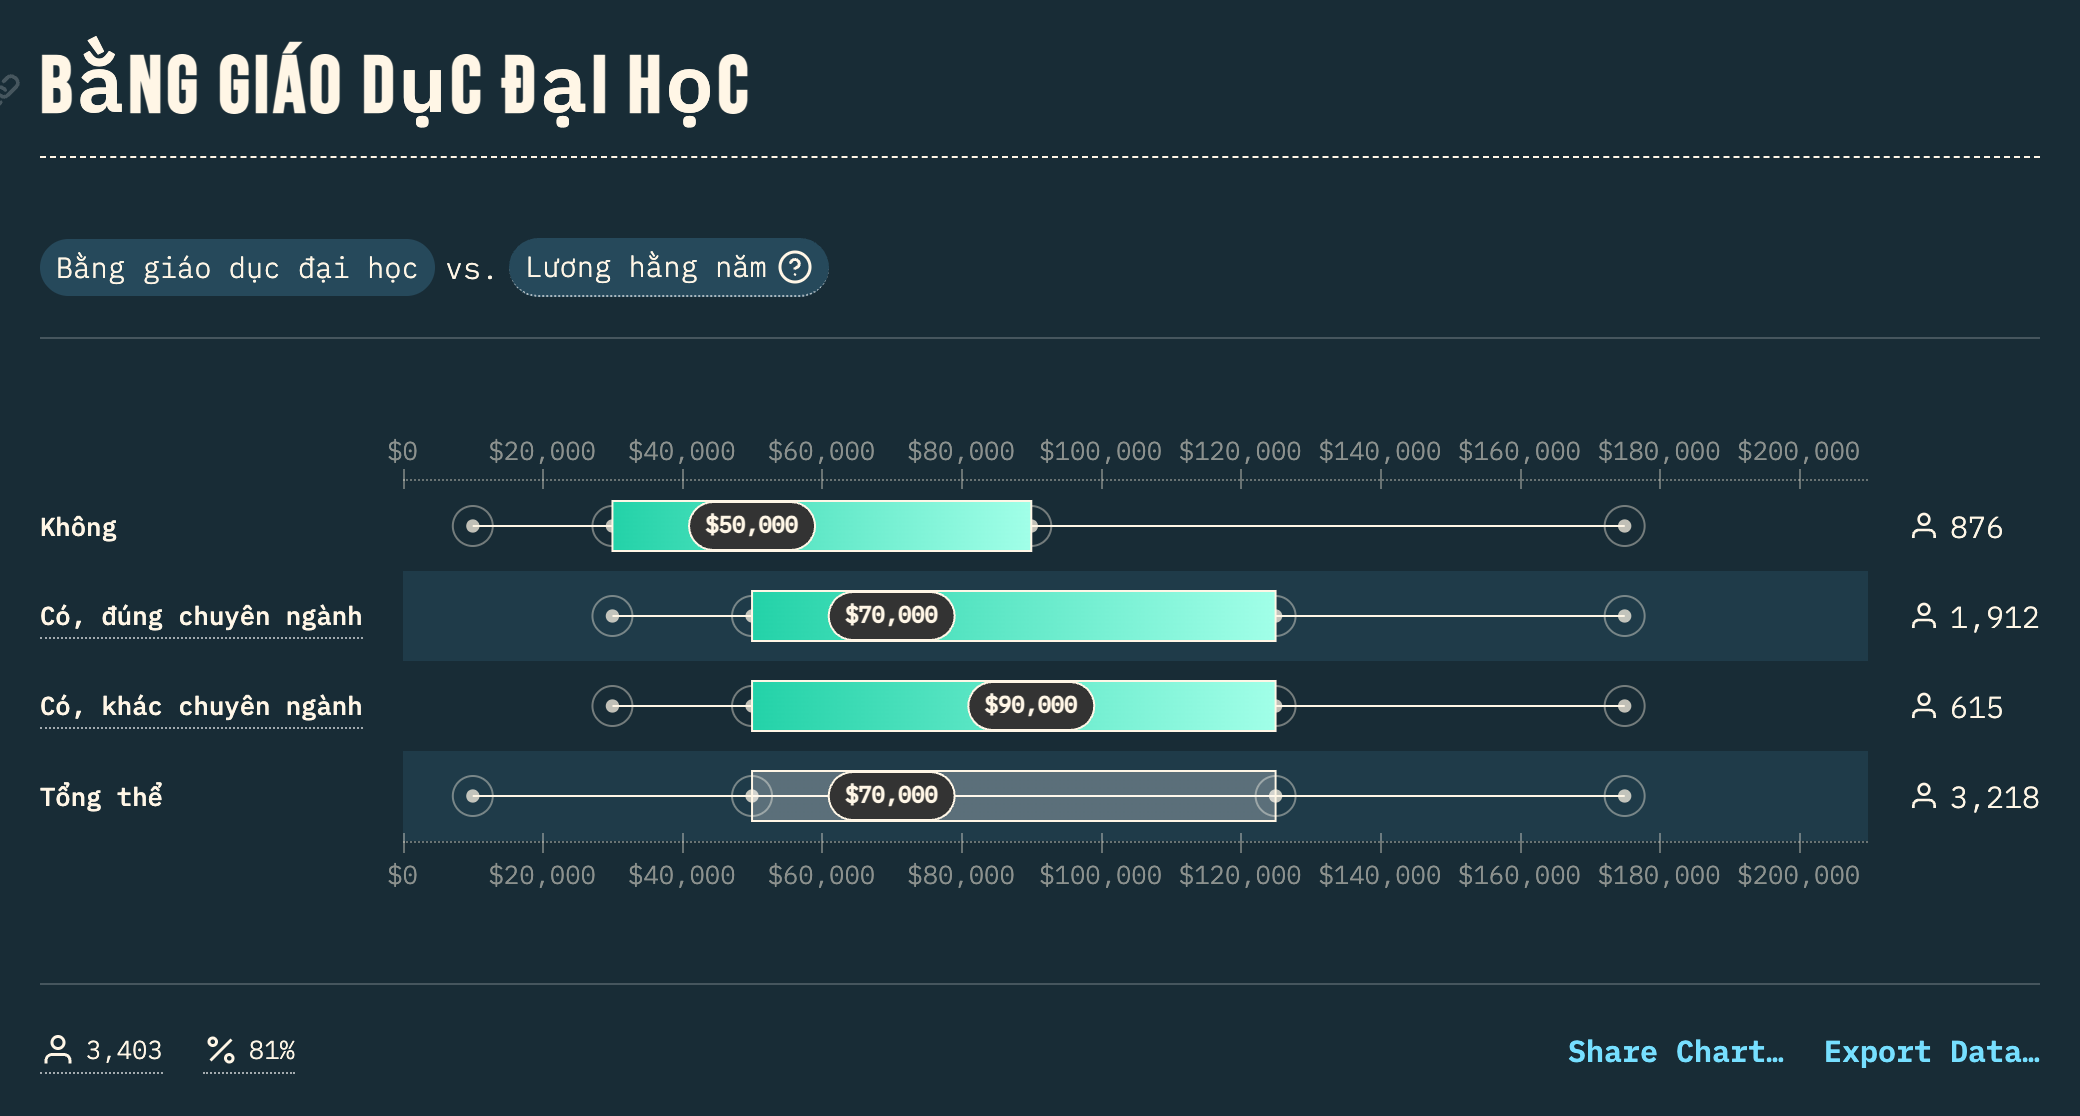 BẰNG GIÁO DỤC ĐẠI HỌC
Bằng giáo dục đại học vs. Lương hằng năm
$0 $20,000 $40,000 $60,000 $80,000 $100,000 $120,000 $140,000 $160,000 $180,000 $200,000
Không $50,000 876
Có, đúng chuyên ngành $70,000 1,912
Có, khác chuyên ngành $90,000 615
Tổng thể $70,000 3,218
$0 $20,000 $40,000 $60,000 $80,000 $100,000 $120,000 $140,000 $160,000 $180,000 $200,000
3,403 81% Share Chart… Export Data…